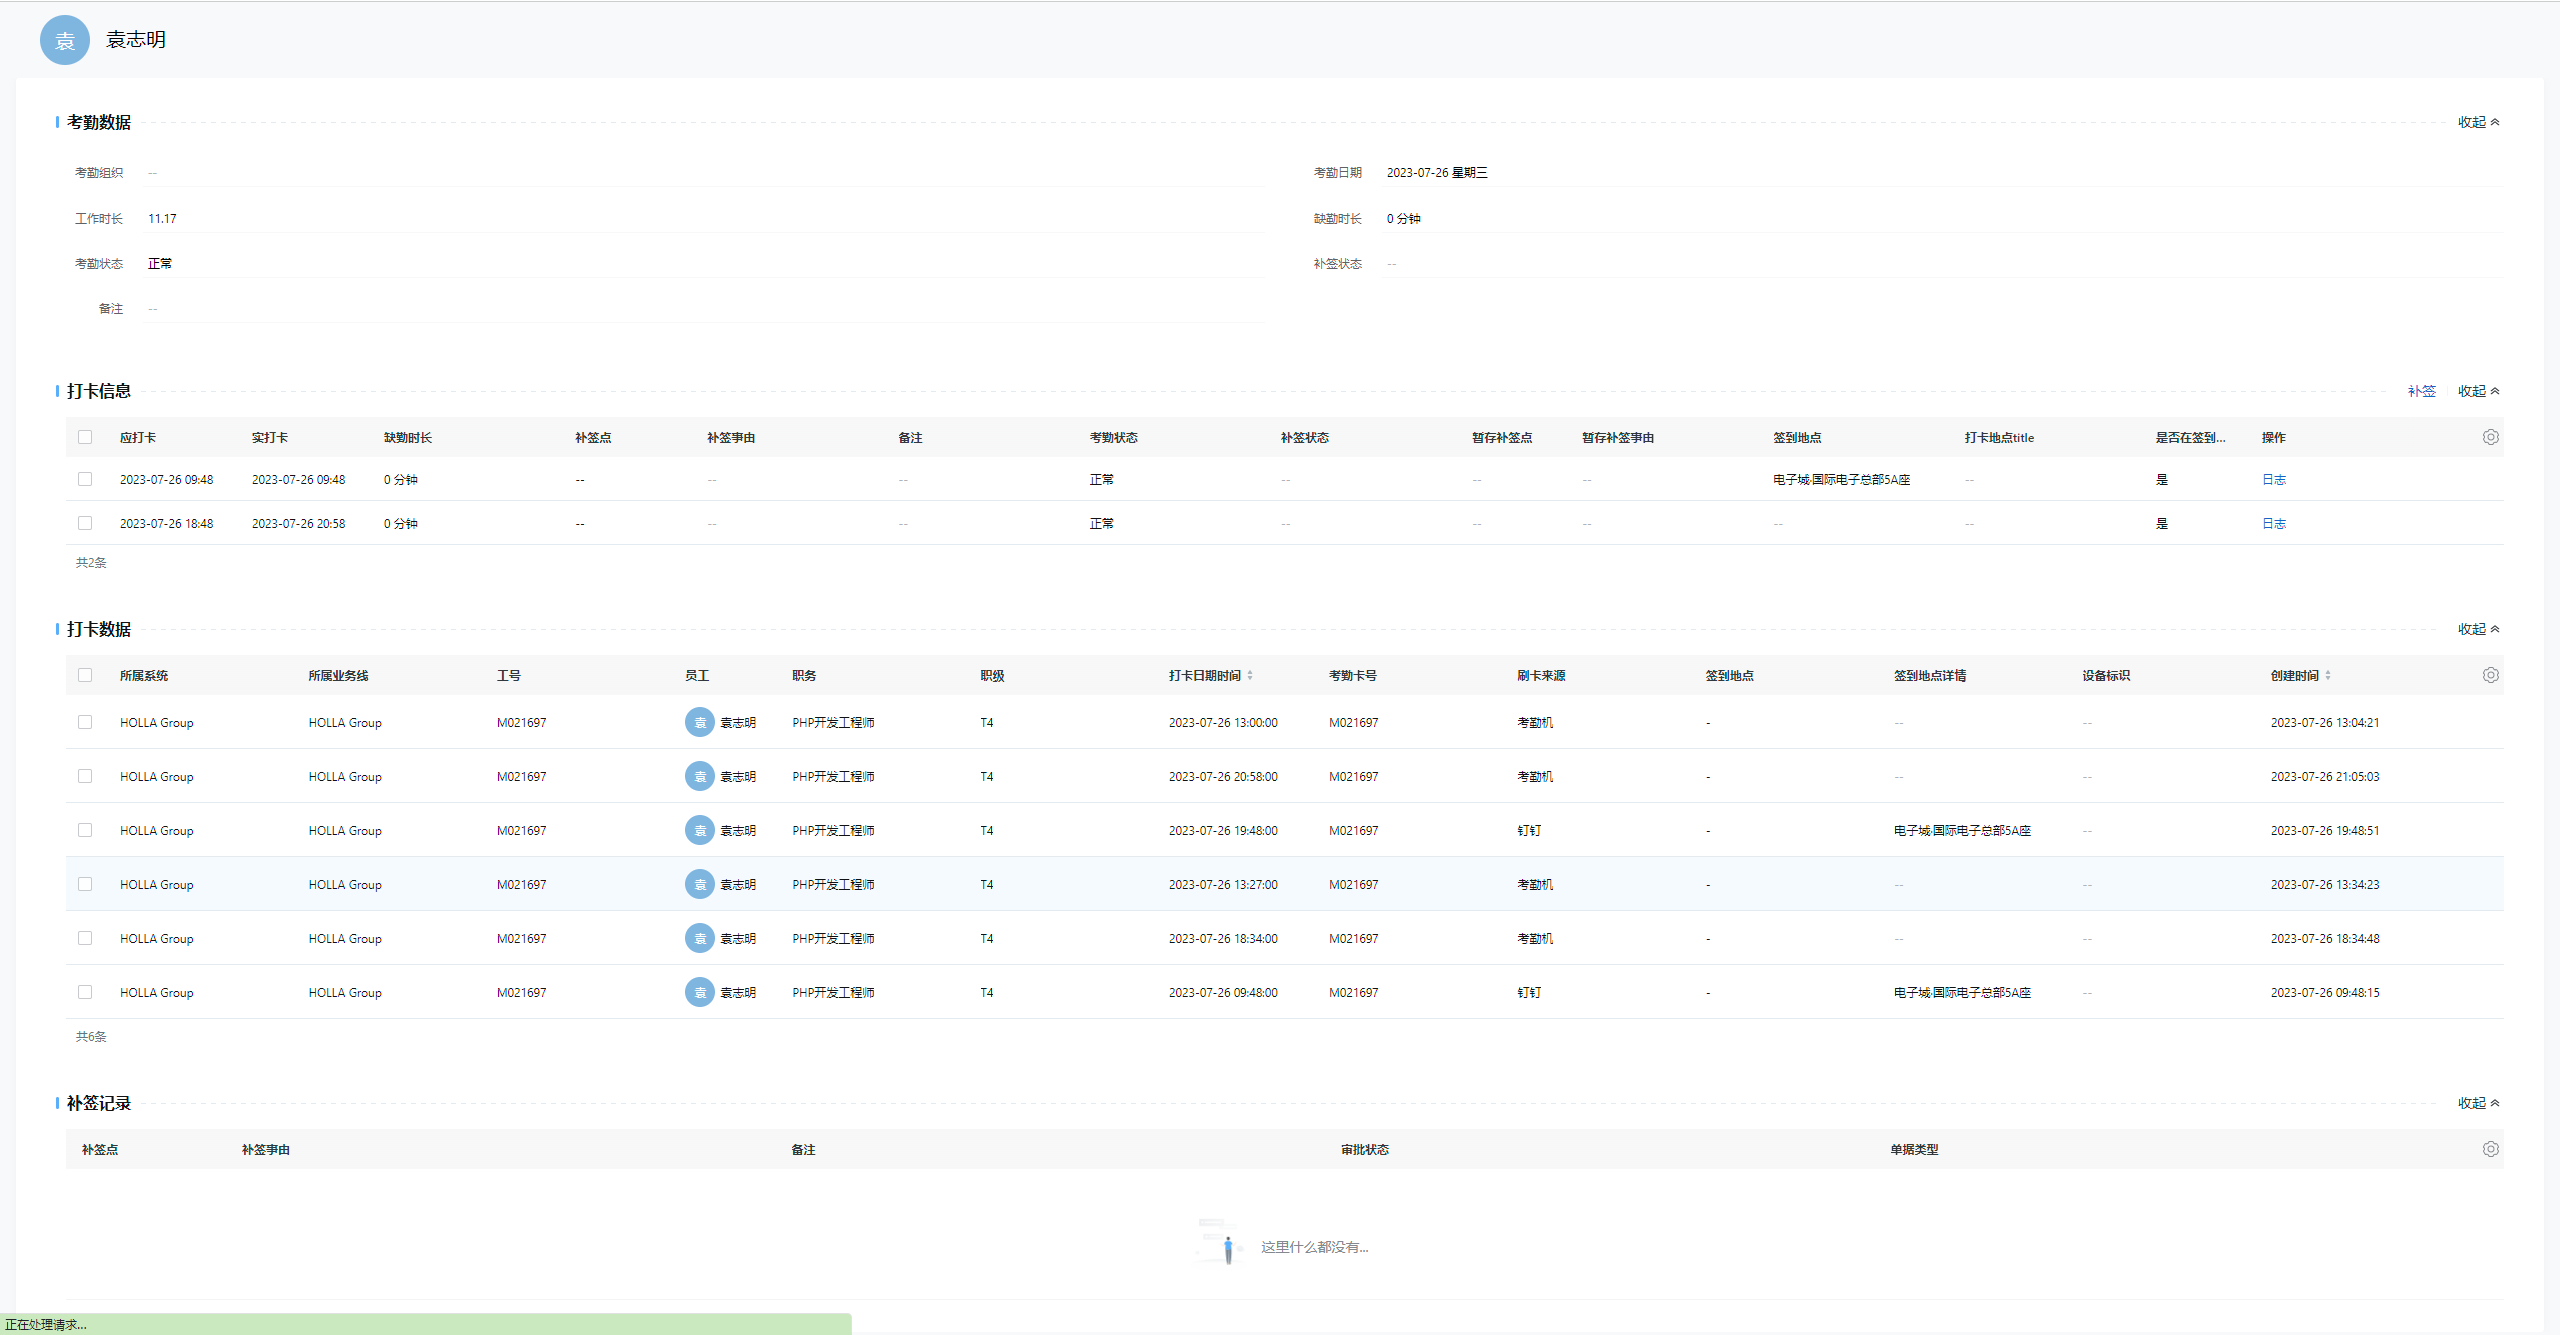 袁 袁志明
考勤数据 收起
考勤组织 -- 考勤日期 2023-07-26 星期三
工作时长 11.17 缺勤时长 0 分钟
考勤状态 正常 补签状态 --
备注 --
打卡信息 补签 收起
应打卡 实打卡 缺勤时长 补签点 补签事由 备注 考勤状态 补签状态 暂存补签点 暂存补签事由 签到地点 打卡地点title 是否在签到... 操作
2023-07-26 09:48 2023-07-26 09:48 0 分钟 -- -- -- 正常 -- -- -- 电子城·国际电子总部5A座 -- 是 日志
2023-07-26 18:48 2023-07-26 20:58 0 分钟 -- -- -- 正常 -- -- -- -- -- 是 日志
共2条
打卡数据 收起
所属系统 所属业务线 工号 员工 职务 职级 打卡日期时间 考勤卡号 刷卡来源 签到地点 签到地点详情 设备标识 创建时间
HOLLA Group HOLLA Group M021697 袁 袁志明 PHP开发工程师 T4 2023-07-26 13:00:00 M021697 考勤机 - -- -- 2023-07-26 13:04:21
HOLLA Group HOLLA Group M021697 袁 袁志明 PHP开发工程师 T4 2023-07-26 20:58:00 M021697 考勤机 - -- -- 2023-07-26 21:05:03
HOLLA Group HOLLA Group M021697 袁 袁志明 PHP开发工程师 T4 2023-07-26 19:48:00 M021697 钉钉 - 电子城·国际电子总部5A座 -- 2023-07-26 19:48:51
HOLLA Group HOLLA Group M021697 袁 袁志明 PHP开发工程师 T4 2023-07-26 13:27:00 M021697 考勤机 - -- -- 2023-07-26 13:34:23
HOLLA Group HOLLA Group M021697 袁 袁志明 PHP开发工程师 T4 2023-07-26 18:34:00 M021697 考勤机 - -- -- 2023-07-26 18:34:48
HOLLA Group HOLLA Group M021697 袁 袁志明 PHP开发工程师 T4 2023-07-26 09:48:00 M021697 钉钉 - 电子城·国际电子总部5A座 -- 2023-07-26 09:48:15
共6条
补签记录 收起
补签点 补签事由 备注 审批状态 单据类型
这里什么都没有...
正在处理请求...